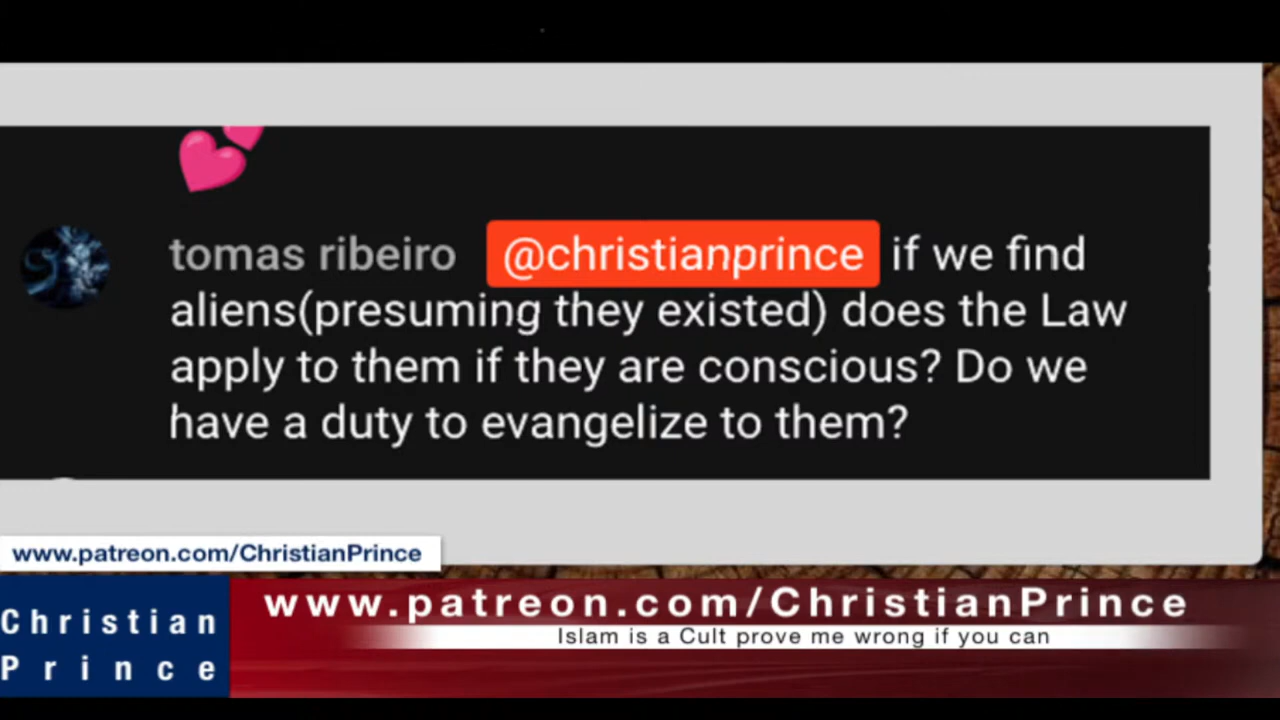 tomas ribeiro @christianprince if we find
aliens(presuming they existed) does the Law
apply to them if they are conscious? Do we
have a duty to evangelize to them?
www.patreon.com/ChristianPrince
www.patreon.com/ChristianPrince
Islam is a Cult prove me wrong if you can
Christian
Prince